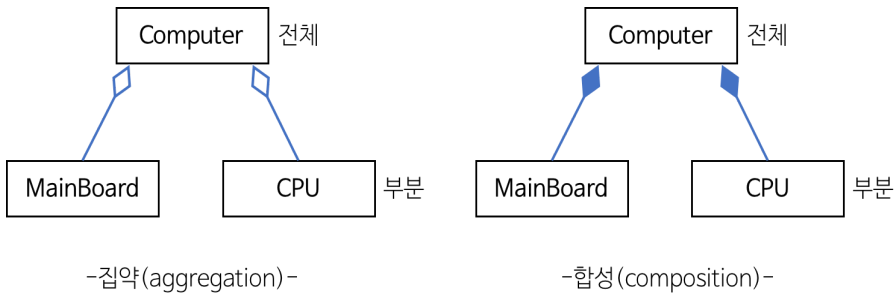 Computer 전체
MainBoard
CPU 부분
-집약(aggregation)-
Computer 전체
MainBoard
CPU 부분
-합성(composition)-